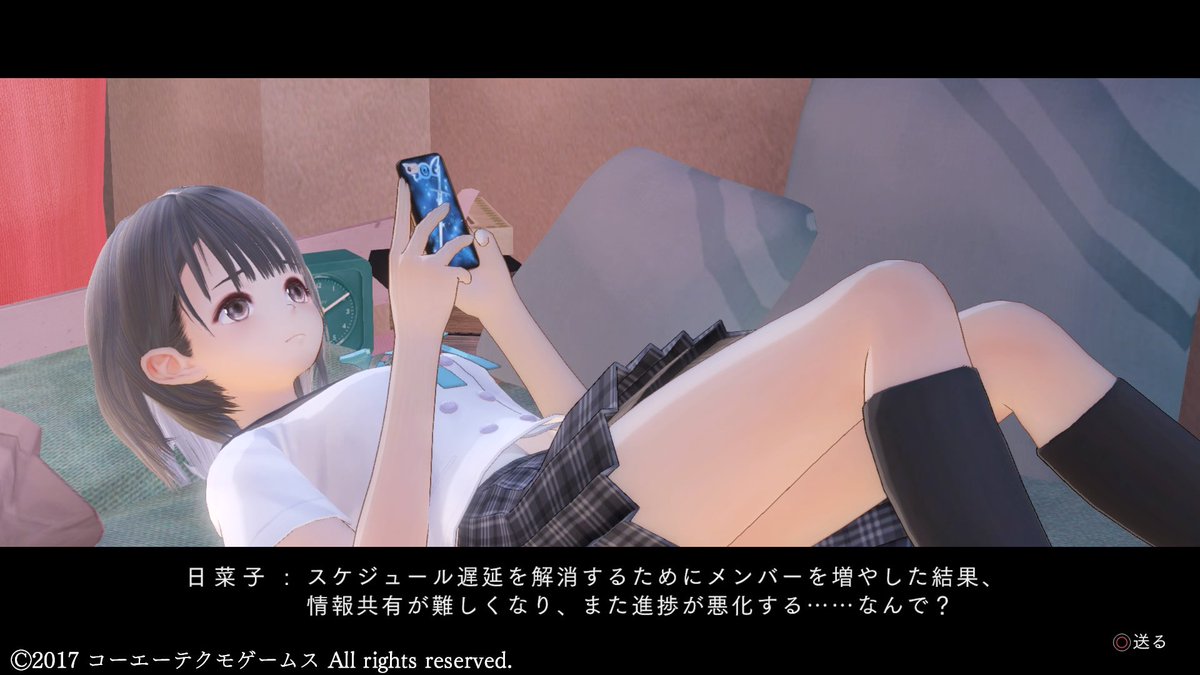 日菜子：スケジュール遅延を解消するためにメンバーを増やした結果、
情報共有が難しくなり、また進捗が悪化する……なんで？
◎送る
©2017 コーエーテクモゲームス All rights reserved.